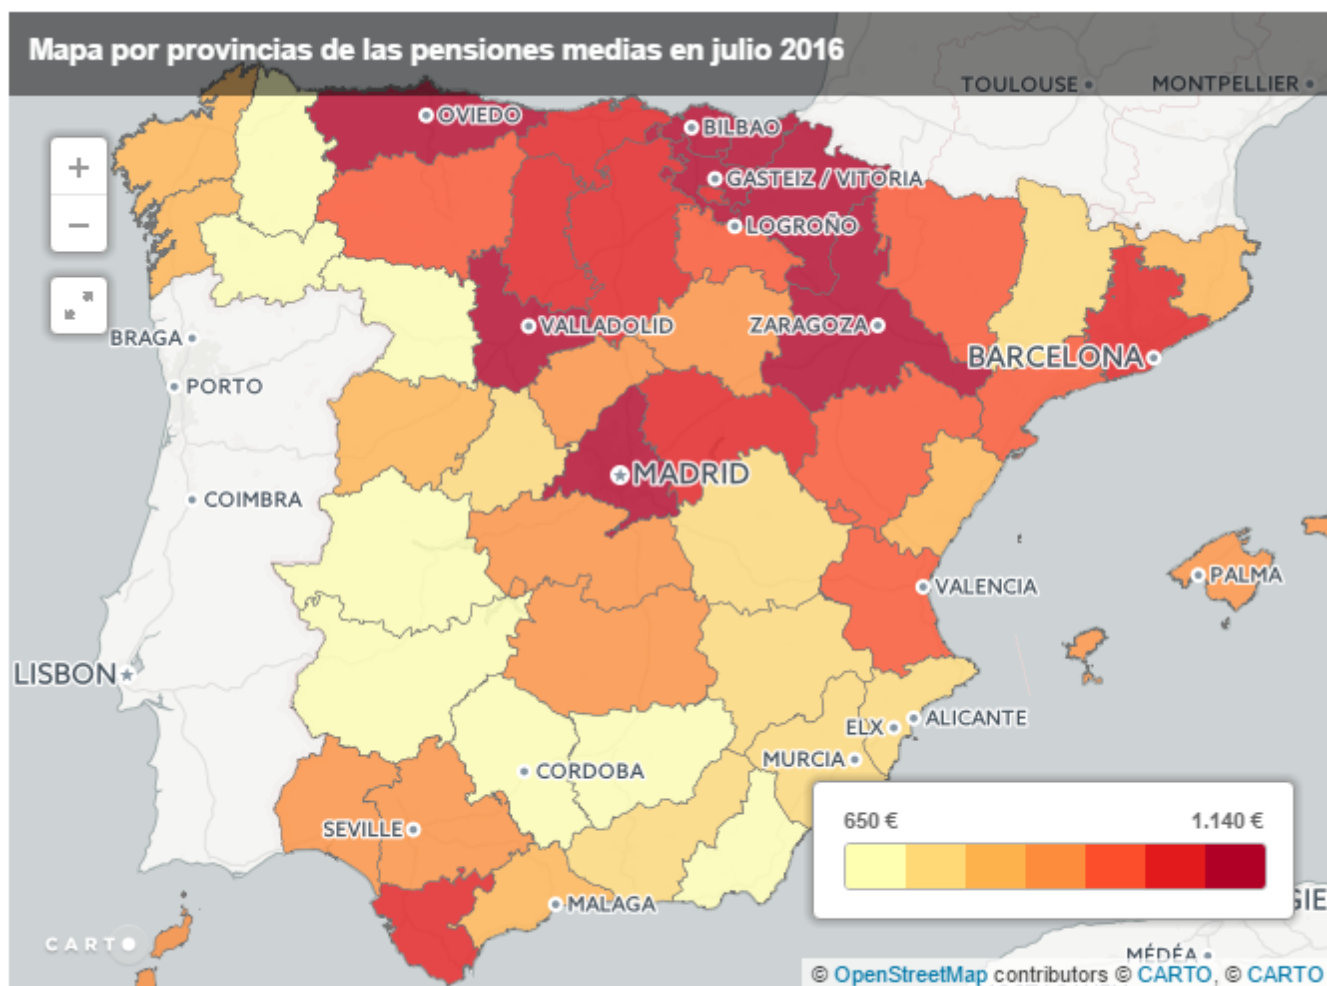 Mapa por provincias de las pensiones medias en julio 2016
TOULOUSE
MONTPELLIER
OVIEDO
BILBAO
+
GASTEIZ / VITORIA
−
LOGROÑO
BRAGA
VALLADOLID
ZARAGOZA
BARCELONA
PORTO
MADRID
COIMBRA
PALMA
VALENCIA
LISBON
ALICANTE
ELX
MURCIA
CORDOBA
650 €
1.140 €
SEVILLE
MALAGA
GIE
CARTO
MÉDÉA
© OpenStreetMap contributors © CARTO, © CARTO